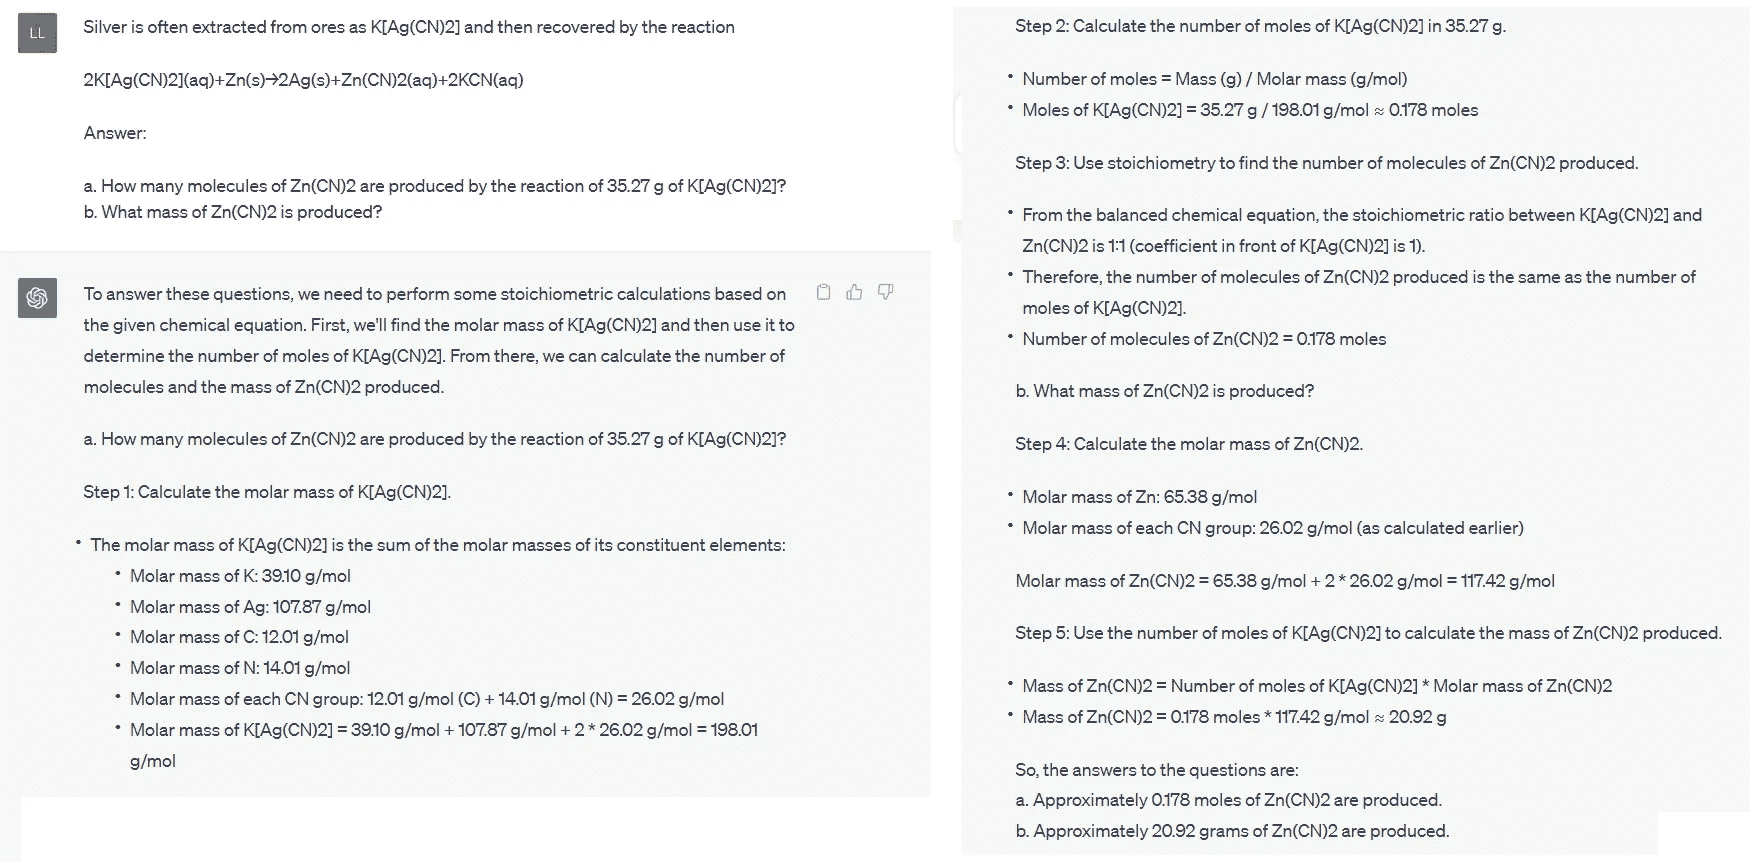 LL
Silver is often extracted from ores as K[Ag(CN)2] and then recovered by the reaction
2K[Ag(CN)2](aq)+Zn(s)→2Ag(s)+Zn(CN)2(aq)+2KCN(aq)
Answer:
a. How many molecules of Zn(CN)2 are produced by the reaction of 35.27 g of K[Ag(CN)2]?
b. What mass of Zn(CN)2 is produced?
To answer these questions, we need to perform some stoichiometric calculations based on
the given chemical equation. First, we'll find the molar mass of K[Ag(CN)2] and then use it to
determine the number of moles of K[Ag(CN)2]. From there, we can calculate the number of
molecules and the mass of Zn(CN)2 produced.
a. How many molecules of Zn(CN)2 are produced by the reaction of 35.27 g of K[Ag(CN)2]?
Step 1: Calculate the molar mass of K[Ag(CN)2].
• The molar mass of K[Ag(CN)2] is the sum of the molar masses of its constituent elements:
• Molar mass of K: 39.10 g/mol
• Molar mass of Ag: 107.87 g/mol
• Molar mass of C: 12.01 g/mol
• Molar mass of N: 14.01 g/mol
• Molar mass of each CN group: 12.01 g/mol (C) + 14.01 g/mol (N) = 26.02 g/mol
• Molar mass of K[Ag(CN)2] = 39.10 g/mol + 107.87 g/mol + 2 * 26.02 g/mol = 198.01
g/mol
Step 2: Calculate the number of moles of K[Ag(CN)2] in 35.27 g.
• Number of moles = Mass (g) / Molar mass (g/mol)
• Moles of K[Ag(CN)2] = 35.27 g / 198.01 g/mol ≈ 0.178 moles
Step 3: Use stoichiometry to find the number of molecules of Zn(CN)2 produced.
• From the balanced chemical equation, the stoichiometric ratio between K[Ag(CN)2] and
Zn(CN)2 is 1:1 (coefficient in front of K[Ag(CN)2] is 1).
• Therefore, the number of molecules of Zn(CN)2 produced is the same as the number of
moles of K[Ag(CN)2].
• Number of molecules of Zn(CN)2 = 0.178 moles
b. What mass of Zn(CN)2 is produced?
Step 4: Calculate the molar mass of Zn(CN)2.
• Molar mass of Zn: 65.38 g/mol
• Molar mass of each CN group: 26.02 g/mol (as calculated earlier)
Molar mass of Zn(CN)2 = 65.38 g/mol + 2 * 26.02 g/mol = 117.42 g/mol
Step 5: Use the number of moles of K[Ag(CN)2] to calculate the mass of Zn(CN)2 produced.
• Mass of Zn(CN)2 = Number of moles of K[Ag(CN)2] * Molar mass of Zn(CN)2
• Mass of Zn(CN)2 = 0.178 moles * 117.42 g/mol ≈ 20.92 g
So, the answers to the questions are:
a. Approximately 0.178 moles of Zn(CN)2 are produced.
b. Approximately 20.92 grams of Zn(CN)2 are produced.